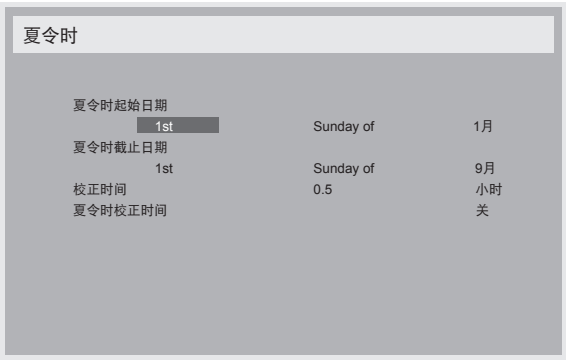 夏令时
夏令时起始日期
1st Sunday of 1月
夏令时截止日期
1st Sunday of 9月
校正时间 0.5 小时
夏令时校正时间 关